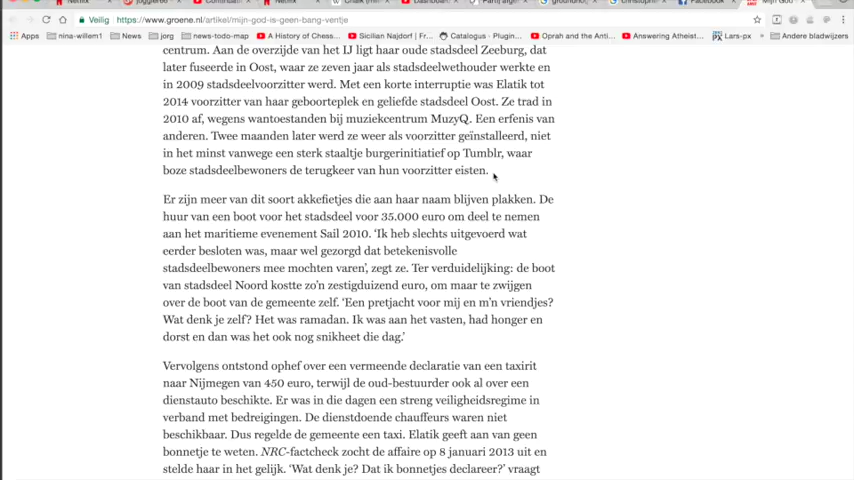 Netflix
joggleree
Continuati
Netflix
Chalk (fil
Dashboard
Partij afgel
groundhog
christophe
Facebook
Mijn God
Veilig https://www.groene.nl/artikel/mijn-god-is-geen-bang-ventje
Apps nina-willem1 News jorg news-todo-map A History of Chess… Sicilian Najdorf | Fr… Catalogus - Plugin… Oprah and the Anti… Answering Atheist… Lars-px » Andere bladwijzers
centrum. Aan de overzijde van het IJ ligt haar oude stadsdeel Zeeburg, dat
later fuseerde in Oost, waar ze zeven jaar als stadsdeelwethouder werkte en
in 2009 stadsdeelvoorzitter werd. Met een korte interruptie was Elatik tot
2014 voorzitter van haar geboorteplek en geliefde stadsdeel Oost. Ze trad in
2010 af, wegens wantoestanden bij muziekcentrum MuzyQ. Een erfenis van
anderen. Twee maanden later werd ze weer als voorzitter geïnstalleerd, niet
in het minst vanwege een sterk staaltje burgerinitiatief op Tumblr, waar
boze stadsdeelbewoners de terugkeer van hun voorzitter eisten.
Er zijn meer van dit soort akkefietjes die aan haar naam blijven plakken. De
huur van een boot voor het stadsdeel voor 35.000 euro om deel te nemen
aan het maritieme evenement Sail 2010. ‘Ik heb slechts uitgevoerd wat
eerder besloten was, maar wel gezorgd dat betekenisvolle
stadsdeelbewoners mee mochten varen’, zegt ze. Ter verduidelijking: de boot
van stadsdeel Noord kostte zo’n zestigduizend euro, om maar te zwijgen
over de boot van de gemeente zelf. ‘Een pretjacht voor mij en m’n vriendjes?
Wat denk je zelf? Het was ramadan. Ik was aan het vasten, had honger en
dorst en dan was het ook nog snikheet die dag.’
Vervolgens ontstond ophef over een vermeende declaratie van een taxirit
naar Nijmegen van 450 euro, terwijl de oud-bestuurder ook al over een
dienstauto beschikte. Er was in die dagen een streng veiligheidsregime in
verband met bedreigingen. De dienstdoende chauffeurs waren niet
beschikbaar. Dus regelde de gemeente een taxi. Elatik geeft aan van geen
bonnetje te weten. NRC-factcheck zocht de affaire op 8 januari 2013 uit en
stelde haar in het gelijk. ‘Wat denk je? Dat ik bonnetjes declareer?’ vraagt